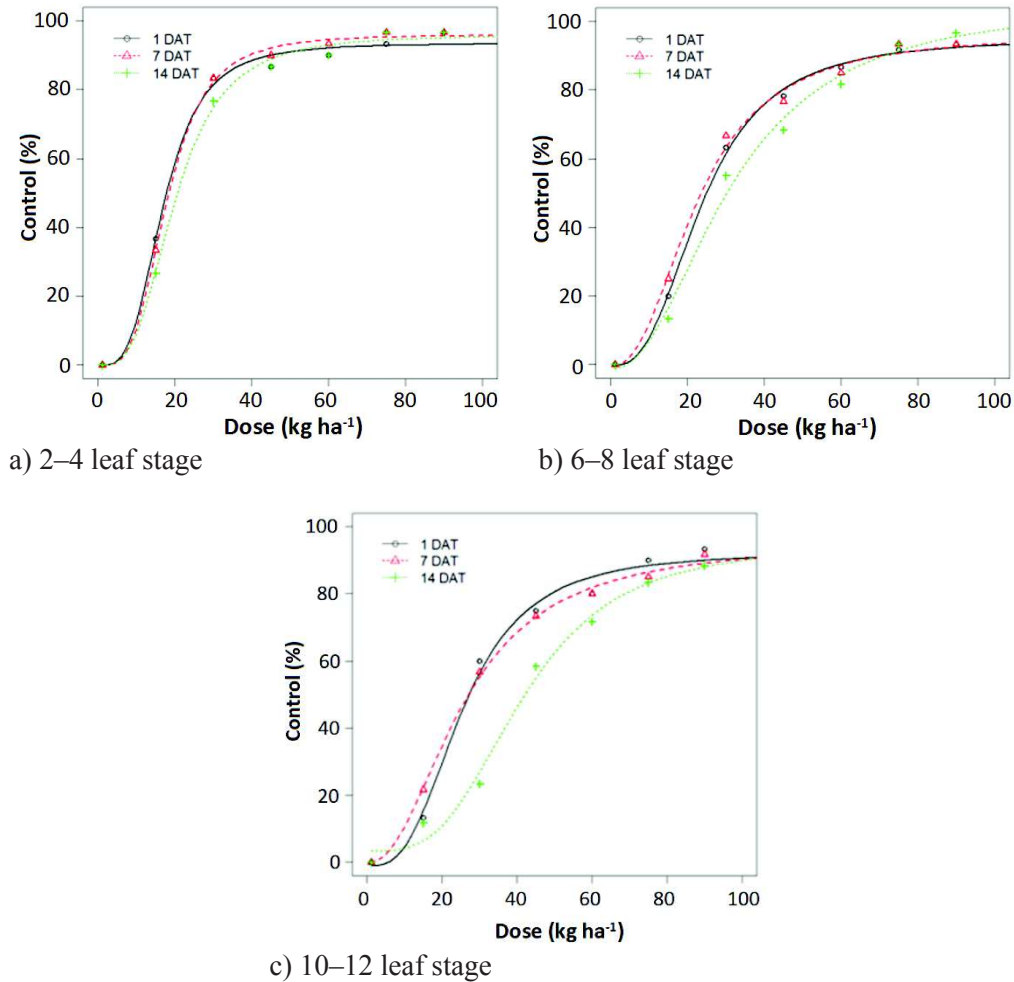 100
80
60
40
20
0
Control (%)
1 DAT
7 DAT
14 DAT
0 20 40 60 80 100
Dose (kg ha⁻¹)
a) 2–4 leaf stage
100
80
60
40
20
0
Control (%)
1 DAT
7 DAT
14 DAT
0 20 40 60 80 100
Dose (kg ha⁻¹)
b) 6–8 leaf stage
100
80
60
40
20
0
Control (%)
1 DAT
7 DAT
14 DAT
0 20 40 60 80 100
Dose (kg ha⁻¹)
c) 10–12 leaf stage